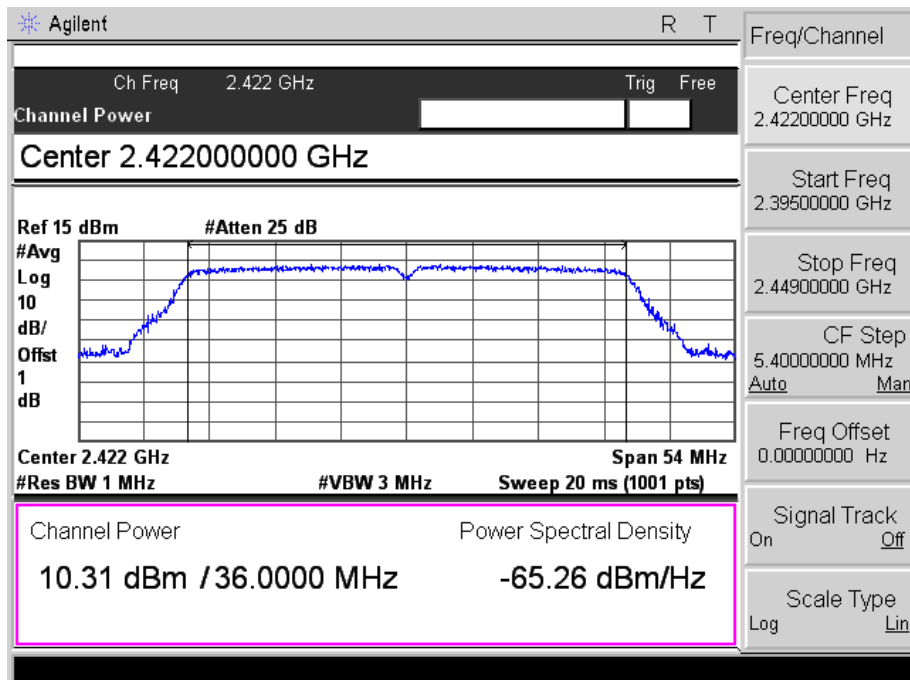 Agilent R T
Ch Freq 2.422 GHz Trig Free
Channel Power
Center 2.422000000 GHz
Ref 15 dBm #Atten 25 dB
#Avg
Log
10
dB/
Offst
1
dB
Center 2.422 GHz Span 54 MHz
#Res BW 1 MHz #VBW 3 MHz Sweep 20 ms (1001 pts)
Channel Power Power Spectral Density
10.31 dBm / 36.0000 MHz -65.26 dBm/Hz
Freq/Channel
Center Freq
2.42200000 GHz
Start Freq
2.39500000 GHz
Stop Freq
2.44900000 GHz
CF Step
5.40000000 MHz
Auto Man
Freq Offset
0.00000000 Hz
Signal Track
On Off
Scale Type
Log Lin